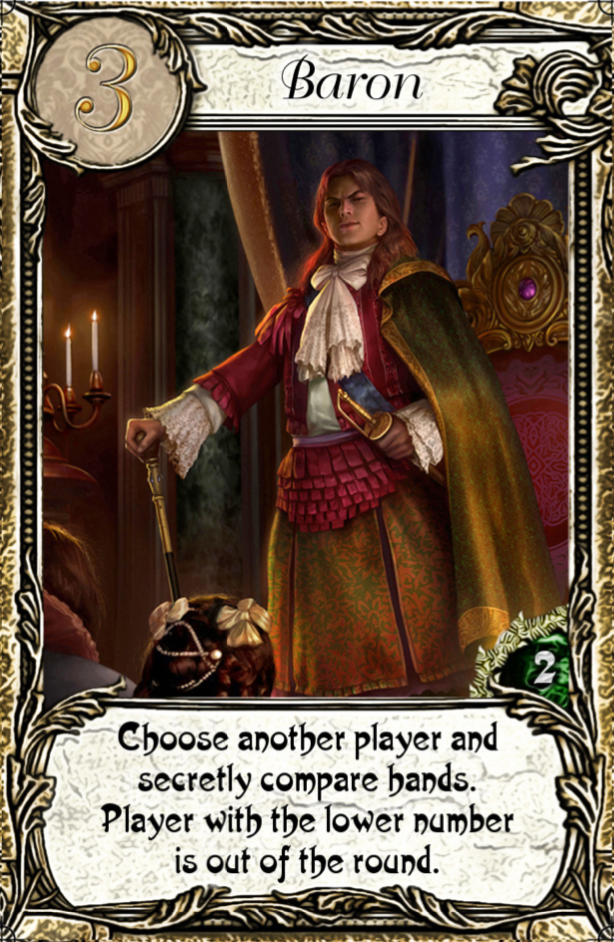 3
Baron
2
Choose another player and
secretly compare hands.
Player with the lower number
is out of the round.